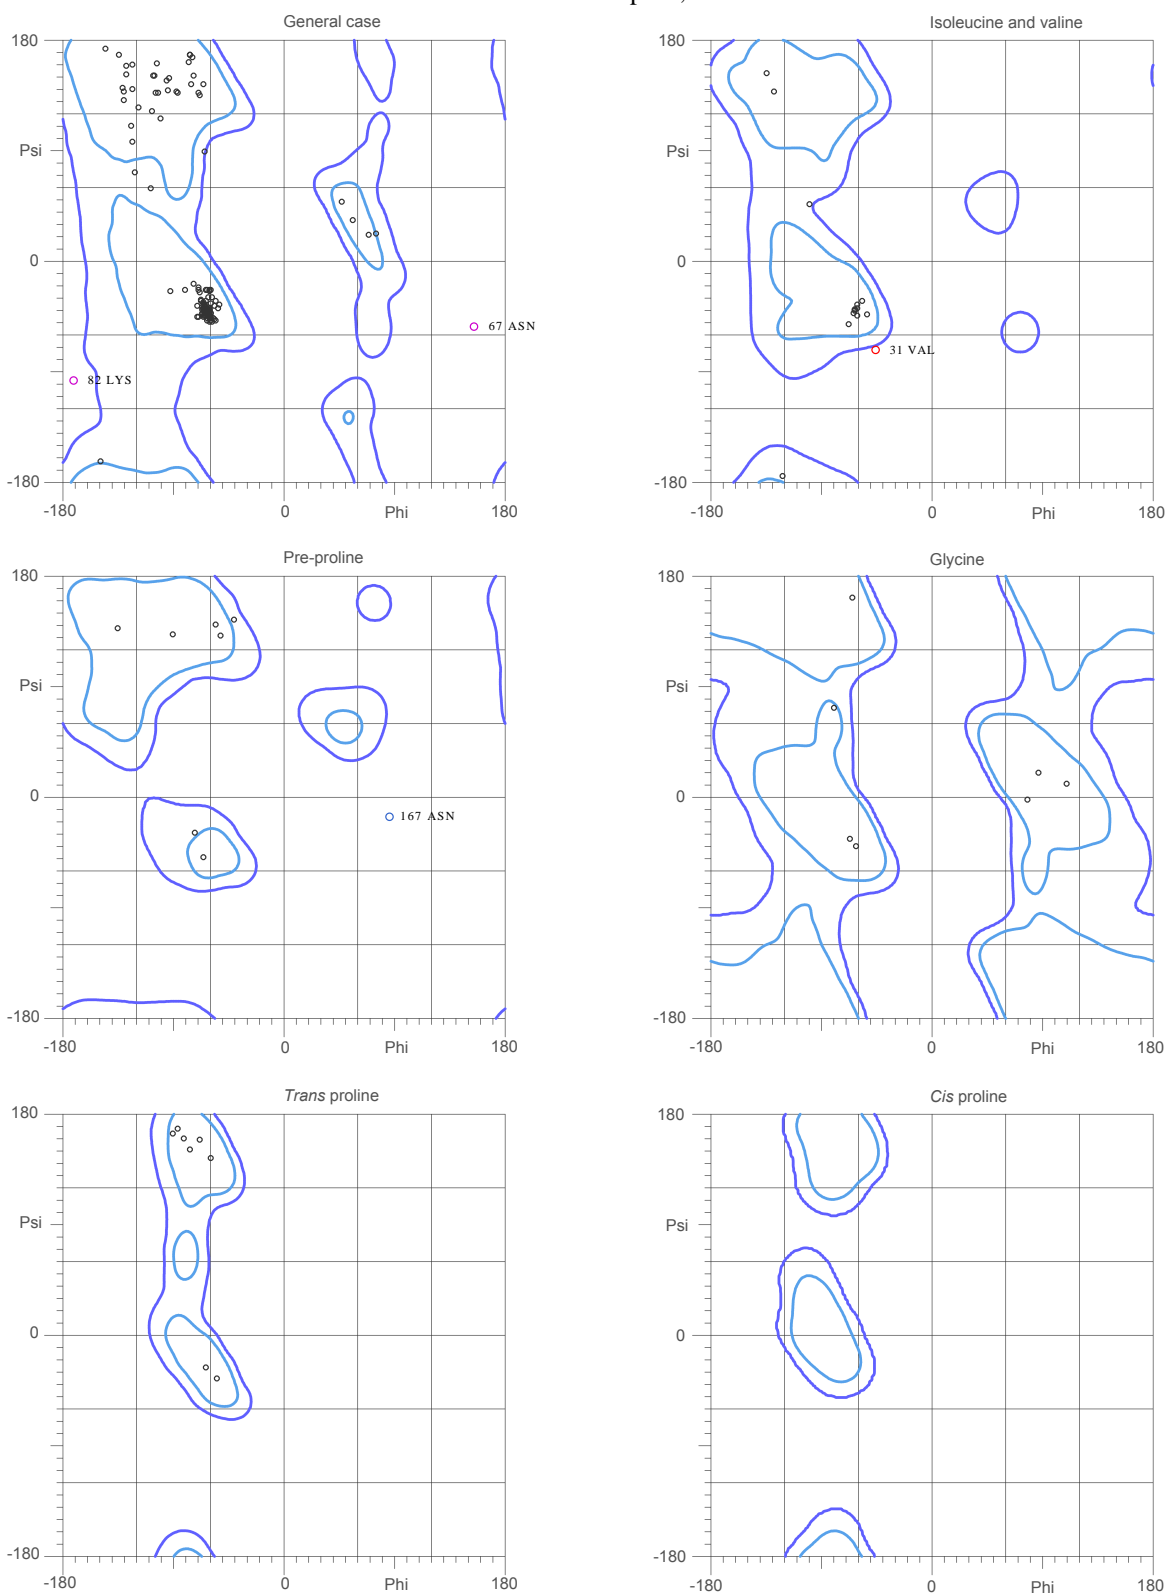 General case
Isoleucine and valine
180
180
Psi
Psi
0
0
67 ASN
82 LYS
31 VAL
-180
-180
-180
0
Phi
180
-180
0
Phi
180
Pre-proline
Glycine
180
180
Psi
Psi
0
0
167 ASN
-180
-180
-180
0
Phi
180
-180
0
Phi
180
Trans proline
Cis proline
180
180
Psi
Psi
0
0
-180
-180
-180
0
Phi
180
-180
0
Phi
180